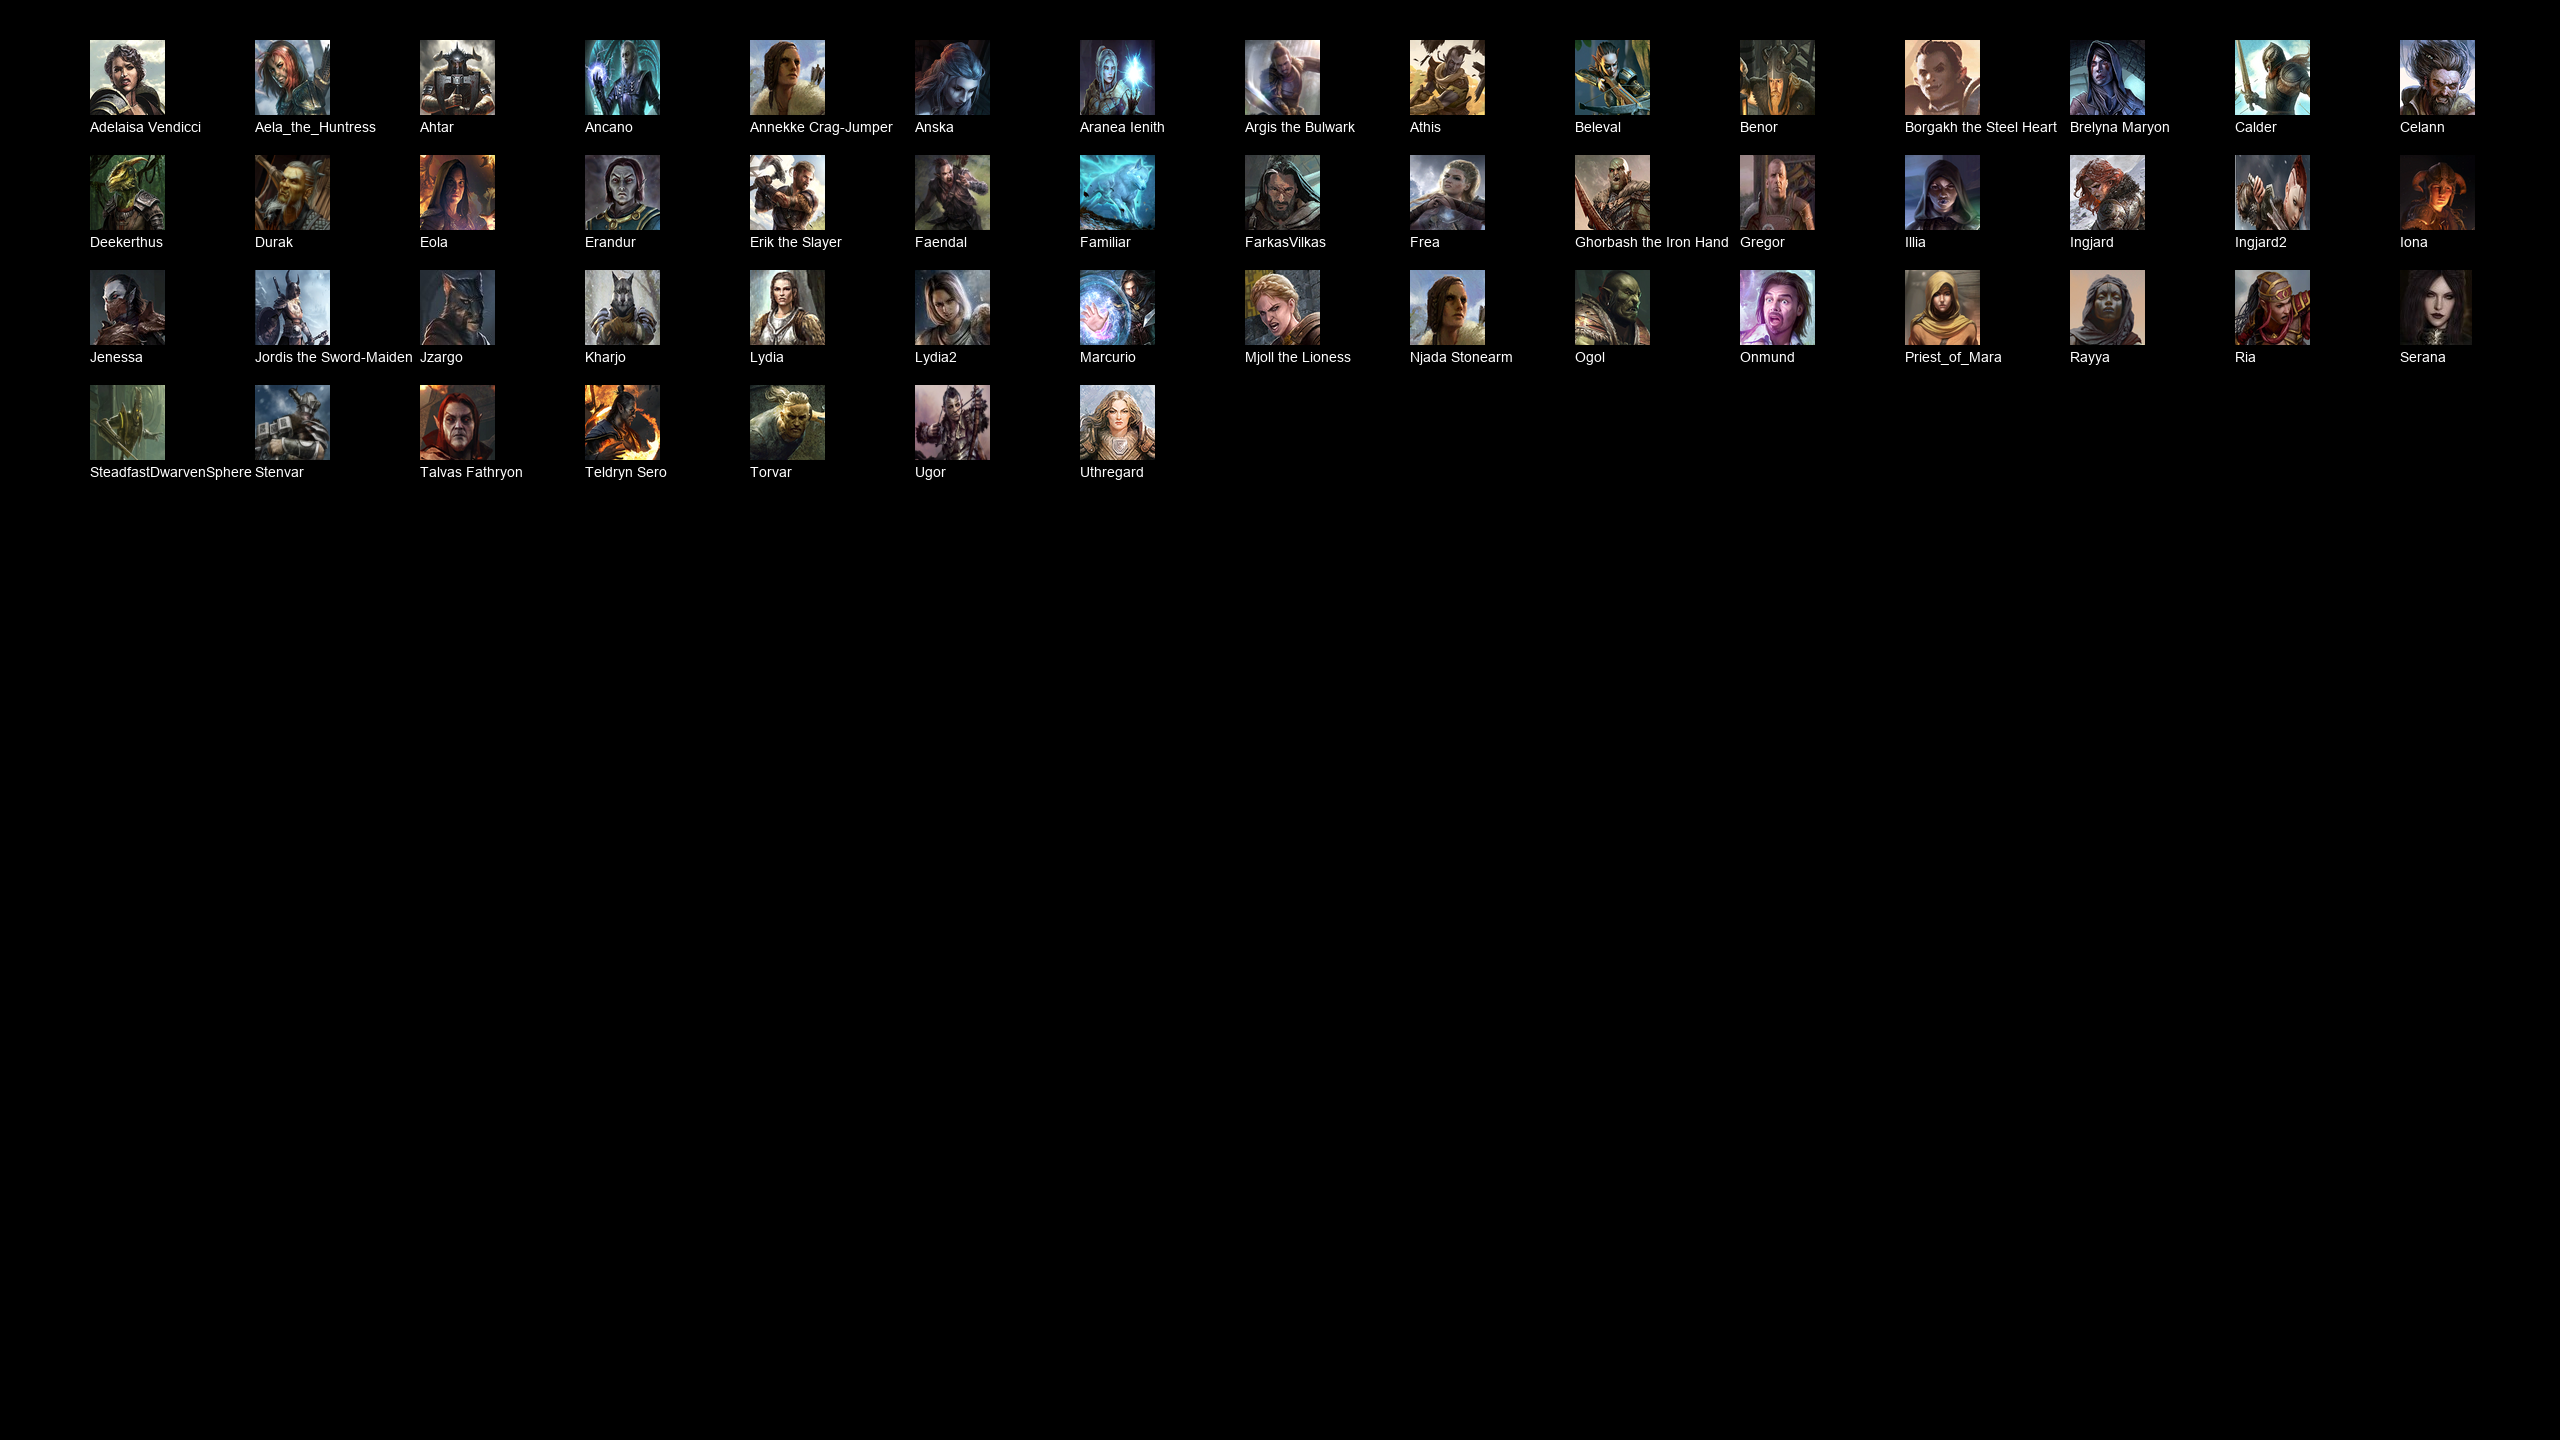 Adelaisa Vendicci Aela_the_Huntress Ahtar Ancano Annekke Crag-Jumper Anska Aranea Ienith Argis the Bulwark Athis Beleval Benor Borgakh the Steel Heart Brelyna Maryon Calder Celann
Deekerthus Durak Eola Erandur Erik the Slayer Faendal Familiar FarkasVilkas Frea Ghorbash the Iron Hand Gregor Illia Ingjard Ingjard2 Iona
Jenessa Jordis the Sword-Maiden Jzargo Kharjo Lydia Lydia2 Marcurio Mjoll the Lioness Njada Stonearm Ogol Onmund Priest_of_Mara Rayya Ria Serana
SteadfastDwarvenSphere Stenvar Talvas Fathryon Teldryn Sero Torvar Ugor Uthregard